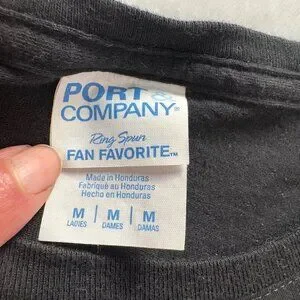 PORT &
COMPANY®
Ring Spun
FAN FAVORITE™
Made in Honduras
Fabriqué au Honduras
Hecho en Honduras
M | M | M
LADIES | DAMES | DAMAS